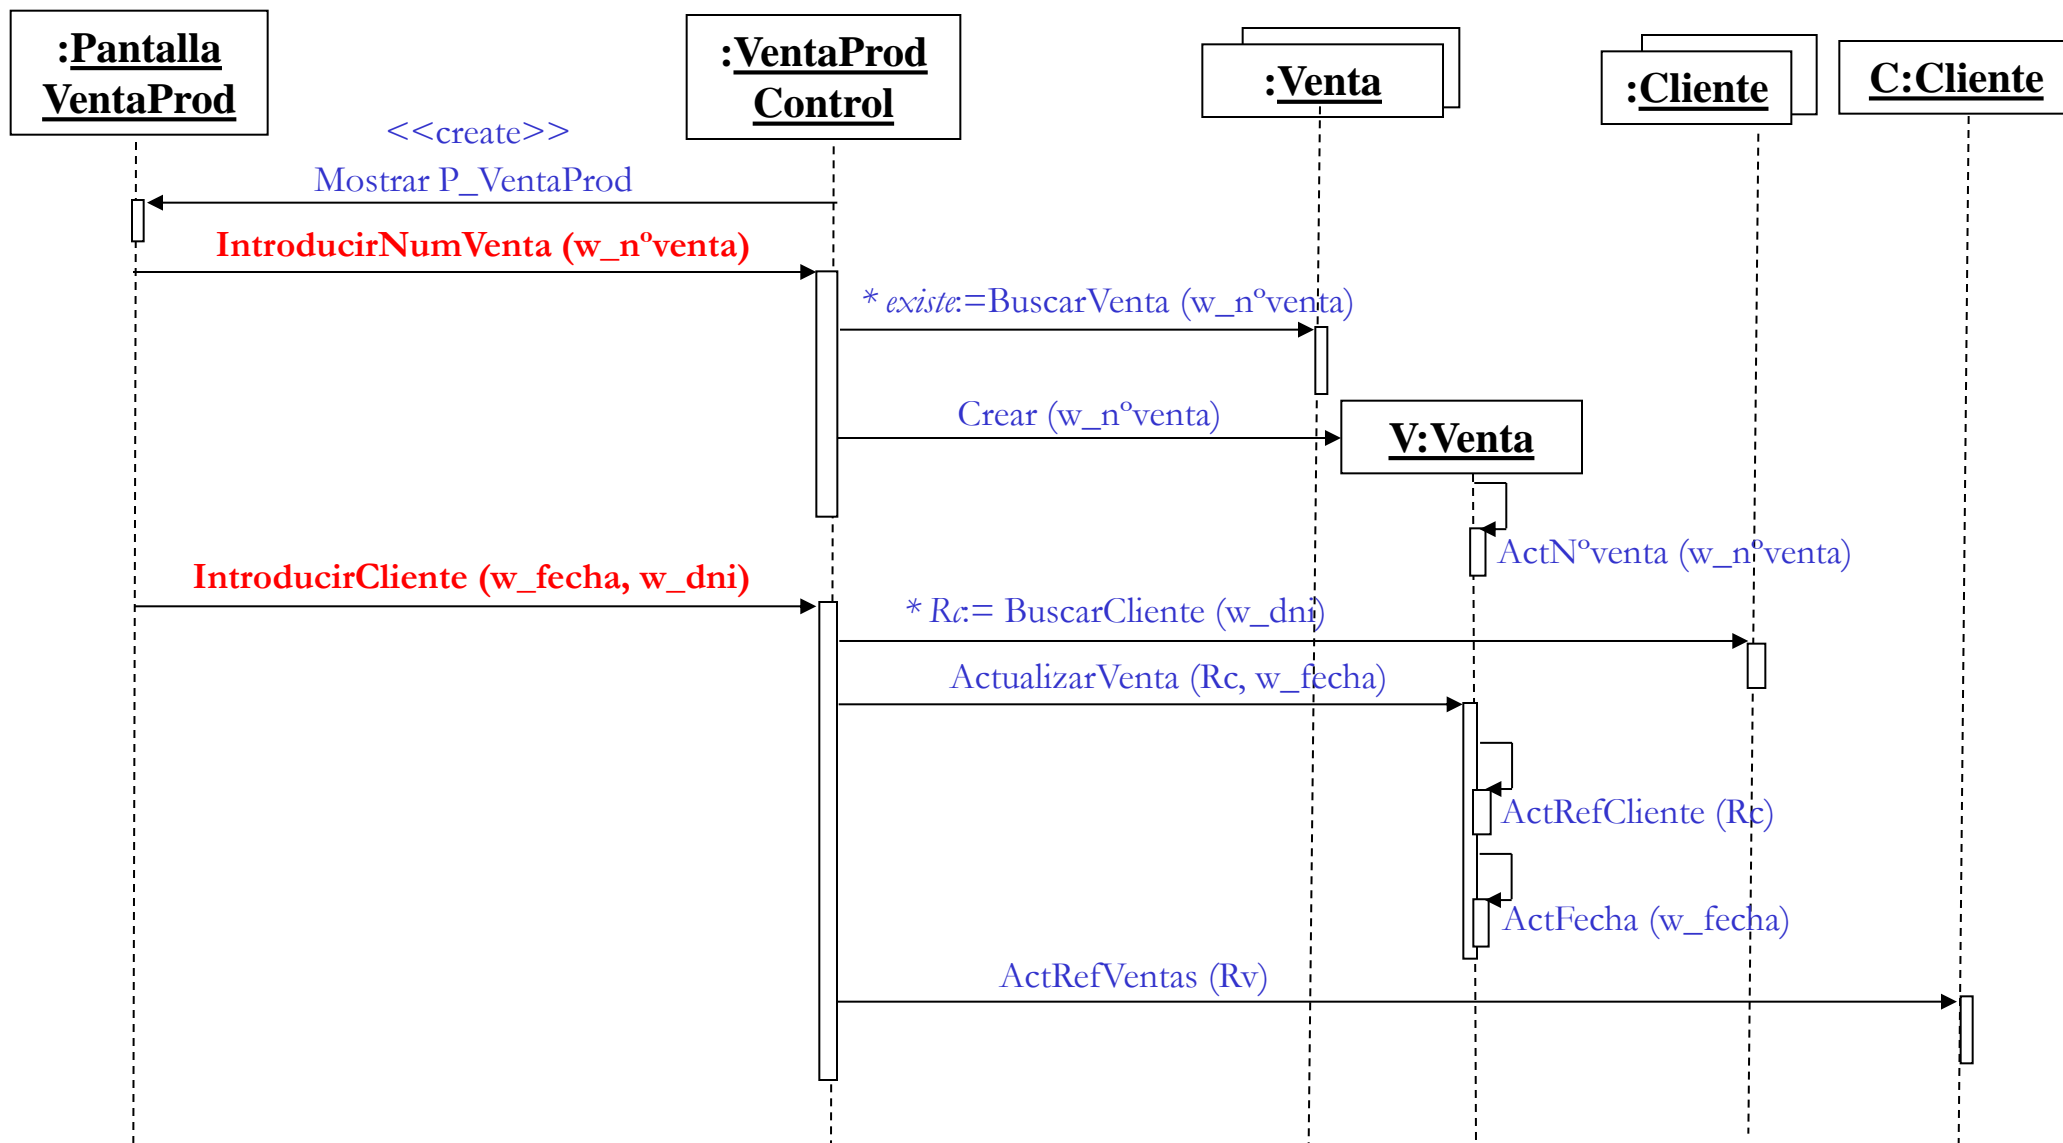 :Pantalla
VentaProd
:VentaProd
Control
:Venta
:Cliente
C:Cliente
<<create>>
Mostrar P_VentaProd
IntroducirNumVenta (w_nºventa)
* existe:=BuscarVenta (w_nºventa)
Crear (w_nºventa)
V:Venta
ActNºventa (w_nºventa)
IntroducirCliente (w_fecha, w_dni)
* Rc:= BuscarCliente (w_dni)
ActualizarVenta (Rc, w_fecha)
ActRefCliente (Rc)
ActFecha (w_fecha)
ActRefVentas (Rv)